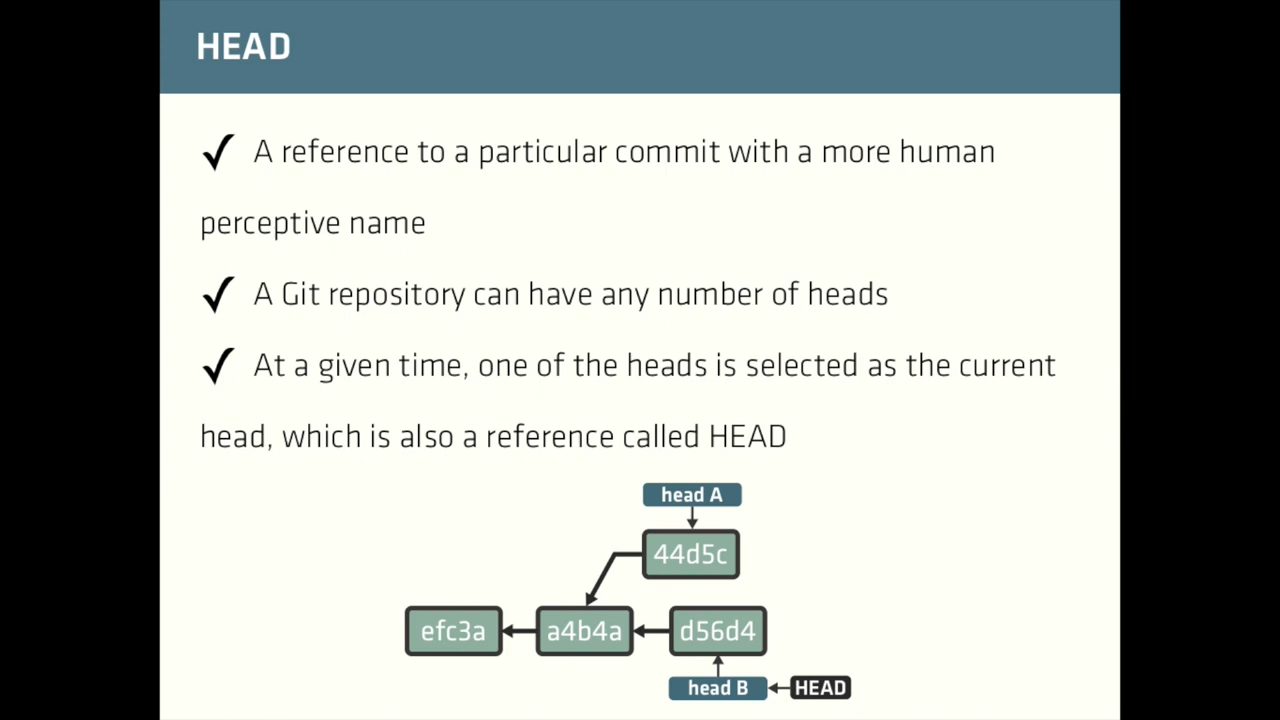 HEAD
✓ A reference to a particular commit with a more human
perceptive name
✓ A Git repository can have any number of heads
✓ At a given time, one of the heads is selected as the current
head, which is also a reference called HEAD
head A
44d5c
efc3a a4b4a d56d4
head B HEAD